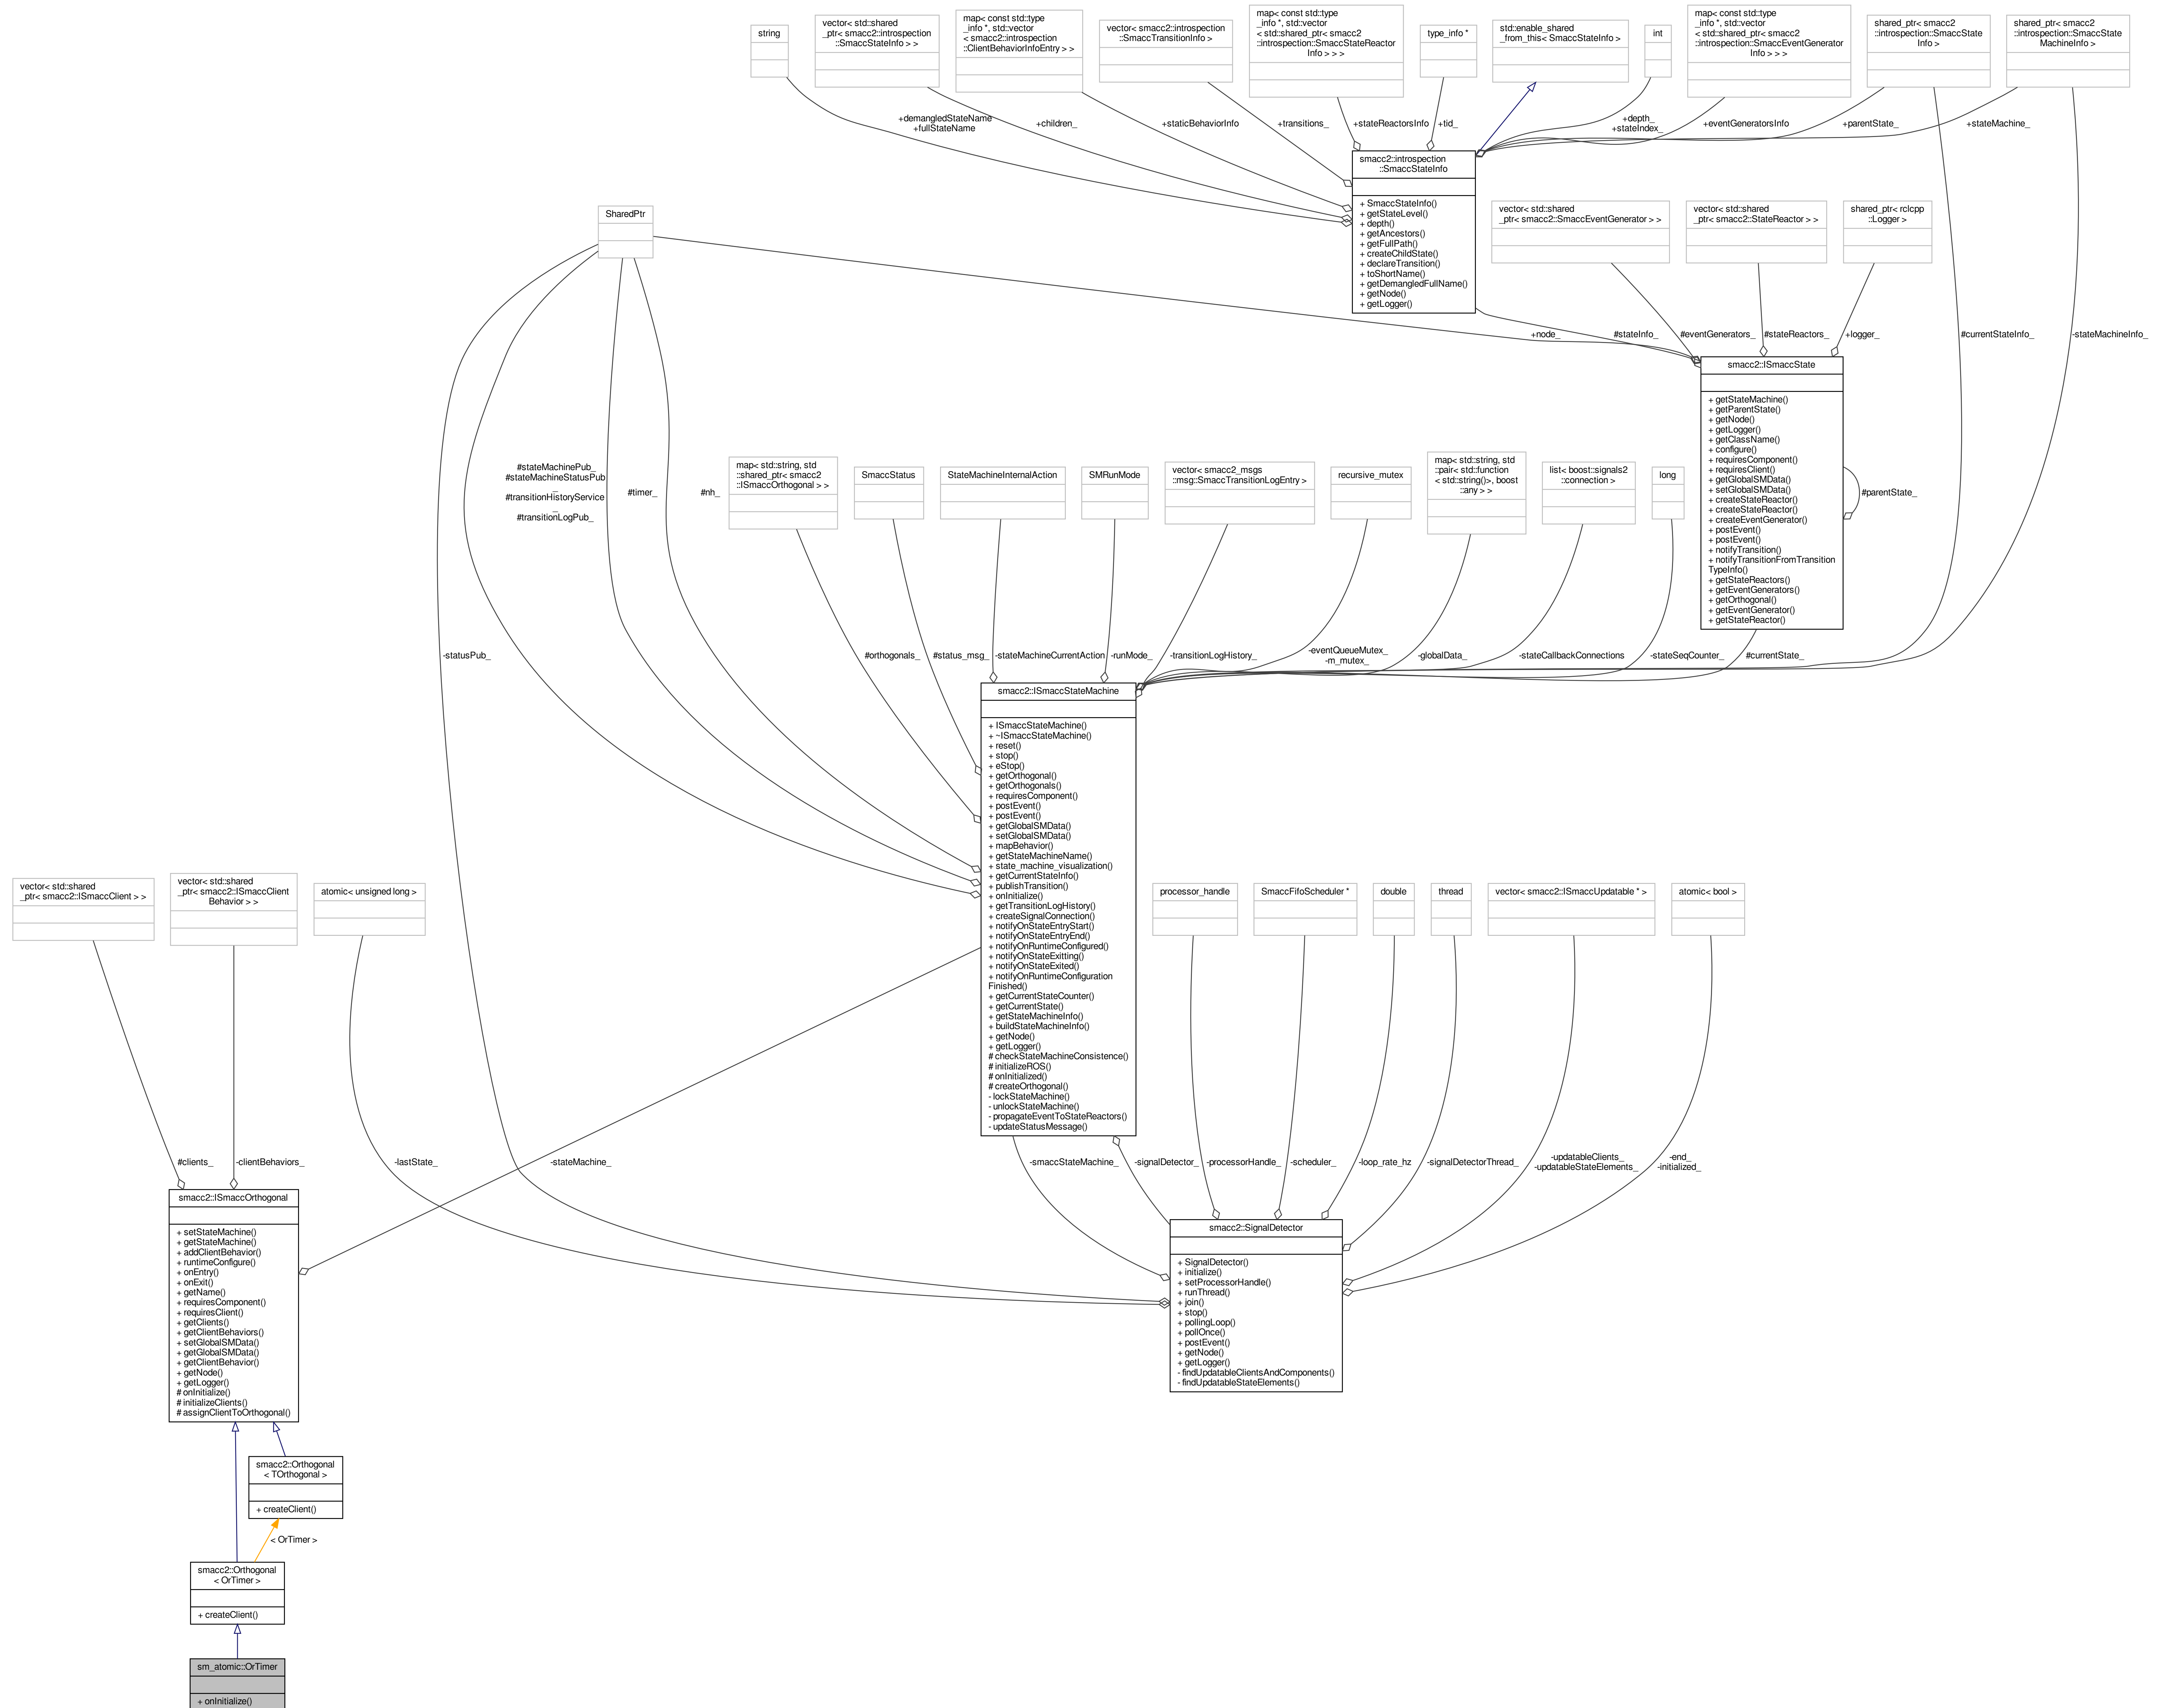 string
vector< std::shared
_ptr< smacc2::introspection
::SmaccStateInfo > >
map< const std::type
_info *, std::vector
< smacc2::introspection
::ClientBehaviorInfoEntry > >
vector< smacc2::introspection
::SmaccTransitionInfo >
map< const std::type
_info *, std::vector
< std::shared_ptr< smacc2
::introspection::SmaccStateReactor
Info > > >
type_info *
std::enable_shared
_from_this< SmaccStateInfo >
int
map< const std::type
_info *, std::vector
< std::shared_ptr< smacc2
::introspection::SmaccEventGenerator
Info > > >
shared_ptr< smacc2
::introspection::SmaccState
Info >
shared_ptr< smacc2
::introspection::SmaccState
MachineInfo >
+demangledStateName
+fullStateName
+children_
+staticBehaviorInfo
+transitions_
+stateReactorsInfo
+tid_
+depth_
+stateIndex_
+eventGeneratorsInfo
+parentState_
+stateMachine_
smacc2::introspection
::SmaccStateInfo
+ SmaccStateInfo()
+ getStateLevel()
+ depth()
+ getAncestors()
+ getFullPath()
+ createChildState()
+ declareTransition()
+ toShortName()
+ getDemangledFullName()
+ getNode()
+ getLogger()
SharedPtr
vector< std::shared
_ptr< smacc2::SmaccEventGenerator > >
vector< std::shared
_ptr< smacc2::StateReactor > >
shared_ptr< rclcpp
::Logger >
+node_
#stateInfo_
#eventGenerators_
#stateReactors_
+logger_
#currentStateInfo_
-stateMachineInfo_
smacc2::ISmaccState
+ getStateMachine()
+ getParentState()
+ getNode()
+ getLogger()
+ getClassName()
+ configure()
+ requiresComponent()
+ requiresClient()
+ getGlobalSMData()
+ setGlobalSMData()
+ createStateReactor()
+ createStateReactor()
+ createEventGenerator()
+ postEvent()
+ postEvent()
+ notifyTransition()
+ notifyTransitionFromTransition
TypeInfo()
+ getStateReactors()
+ getEventGenerators()
+ getOrthogonal()
+ getEventGenerator()
+ getStateReactor()
#parentState_
#stateMachinePub_
#stateMachineStatusPub
_
#transitionHistoryService
_
#transitionLogPub_
#timer_
#nh_
map< std::string, std
::shared_ptr< smacc2
::ISmaccOrthogonal > >
SmaccStatus
StateMachineInternalAction
SMRunMode
vector< smacc2_msgs
::msg::SmaccTransitionLogEntry >
recursive_mutex
map< std::string, std
::pair< std::function
< std::string()>, boost
::any > >
list< boost::signals2
::connection >
long
-statusPub_
#orthogonals_
#status_msg_
-stateMachineCurrentAction
-runMode_
-transitionLogHistory_
-eventQueueMutex_
-m_mutex_
-globalData_
-stateCallbackConnections
-stateSeqCounter_
#currentState_
smacc2::ISmaccStateMachine
+ ISmaccStateMachine()
+ ~ISmaccStateMachine()
+ reset()
+ stop()
+ eStop()
+ getOrthogonal()
+ getOrthogonals()
+ requiresComponent()
+ postEvent()
+ postEvent()
+ getGlobalSMData()
+ setGlobalSMData()
+ mapBehavior()
+ getStateMachineName()
+ state_machine_visualization()
+ getCurrentStateInfo()
+ publishTransition()
+ onInitialize()
+ getTransitionLogHistory()
+ createSignalConnection()
+ notifyOnStateEntryStart()
+ notifyOnStateEntryEnd()
+ notifyOnRuntimeConfigured()
+ notifyOnStateExitting()
+ notifyOnStateExited()
+ notifyOnRuntimeConfiguration
Finished()
+ getCurrentStateCounter()
+ getCurrentState()
+ getStateMachineInfo()
+ buildStateMachineInfo()
+ getNode()
+ getLogger()
# checkStateMachineConsistence()
# initializeROS()
# onInitialized()
# createOrthogonal()
- lockStateMachine()
- unlockStateMachine()
- propagateEventToStateReactors()
- updateStatusMessage()
vector< std::shared
_ptr< smacc2::ISmaccClient > >
vector< std::shared
_ptr< smacc2::ISmaccClient
Behavior > >
atomic< unsigned long >
processor_handle
SmaccFifoScheduler *
double
thread
vector< smacc2::ISmaccUpdatable * >
atomic< bool >
#clients_
-clientBehaviors_
-lastState_
-stateMachine_
-smaccStateMachine_
-signalDetector_
-processorHandle_
-scheduler_
-loop_rate_hz
-signalDetectorThread_
-updatableClients_
-updatableStateElements_
-end_
-initialized_
smacc2::ISmaccOrthogonal
+ setStateMachine()
+ getStateMachine()
+ addClientBehavior()
+ runtimeConfigure()
+ onEntry()
+ onExit()
+ getName()
+ requiresComponent()
+ requiresClient()
+ getClients()
+ getClientBehaviors()
+ setGlobalSMData()
+ getGlobalSMData()
+ getClientBehavior()
+ getNode()
+ getLogger()
# onInitialize()
# initializeClients()
# assignClientToOrthogonal()
smacc2::SignalDetector
+ SignalDetector()
+ initialize()
+ setProcessorHandle()
+ runThread()
+ join()
+ stop()
+ pollingLoop()
+ pollOnce()
+ postEvent()
+ getNode()
+ getLogger()
- findUpdatableClientsAndComponents()
- findUpdatableStateElements()
smacc2::Orthogonal
< TOrthogonal >
+ createClient()
< OrTimer >
smacc2::Orthogonal
< OrTimer >
+ createClient()
sm_atomic::OrTimer
+ onInitialize()